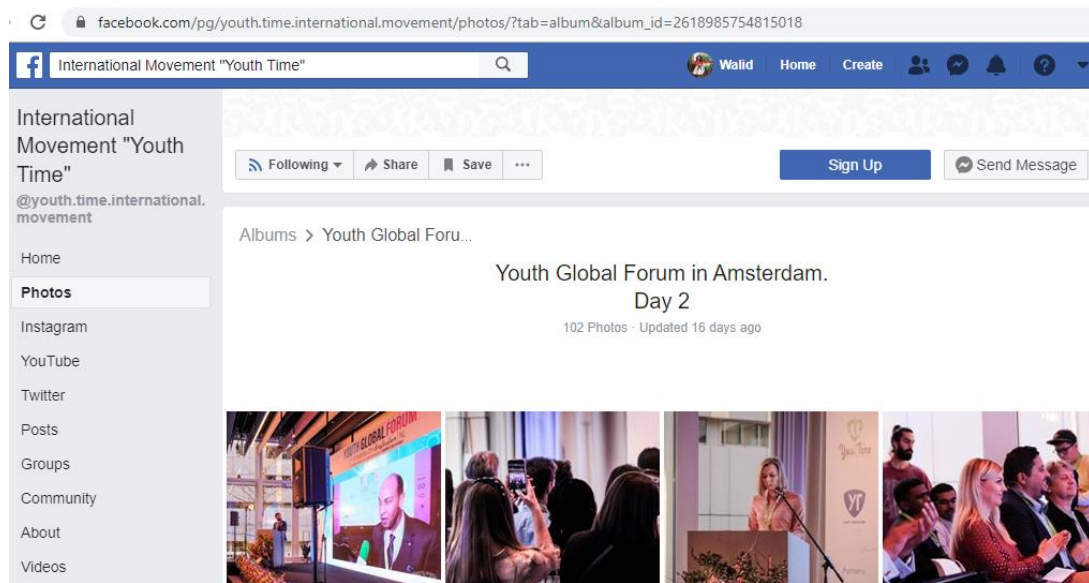 facebook.com/pg/youth.time.international.movement/photos/?tab=album&album_id=2618985754815018
International Movement "Youth Time"
Walid
Home
Create
International
Movement "Youth
Time"
@youth.time.international.
movement
Following
Share
Save
Sign Up
Send Message
Albums > Youth Global Foru...
Home
Photos
Instagram
YouTube
Twitter
Posts
Groups
Community
About
Videos
Youth Global Forum in Amsterdam.
Day 2
102 Photos · Updated 16 days ago
YOUTH GLOBAL FORUM